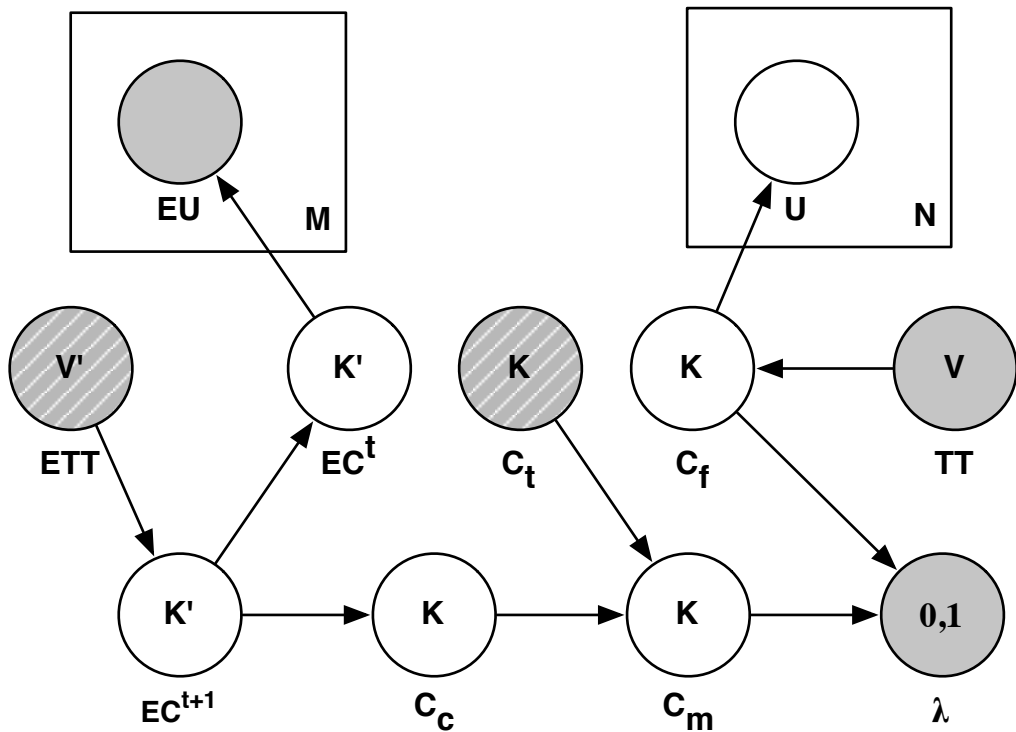 EU
M
U
N
V'
K'
K
K
V
ETT
EC^t
C_t
C_f
TT
K'
K
K
0,1
EC^{t+1}
C_c
C_m
λ